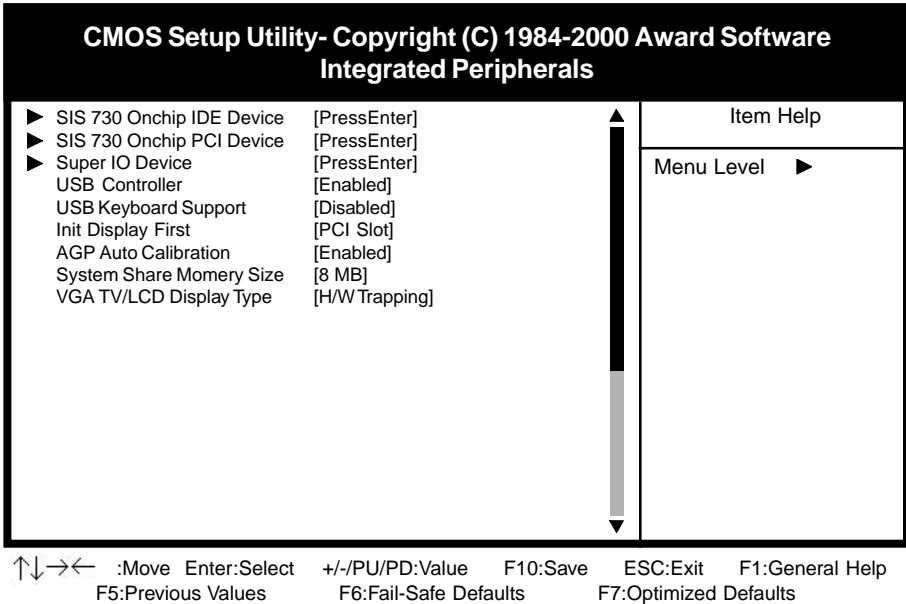 CMOS Setup Utility- Copyright (C) 1984-2000 Award Software
Integrated Peripherals
▶ SIS 730 Onchip IDE Device [PressEnter]
▶ SIS 730 Onchip PCI Device [PressEnter]
▶ Super IO Device [PressEnter]
USB Controller [Enabled]
USB Keyboard Support [Disabled]
Init Display First [PCI Slot]
AGP Auto Calibration [Enabled]
System Share Momery Size [8 MB]
VGA TV/LCD Display Type [H/W Trapping]
Item Help
Menu Level ▶
↑↓→← :Move Enter:Select +/-/PU/PD:Value F10:Save ESC:Exit F1:General Help
F5:Previous Values F6:Fail-Safe Defaults F7:Optimized Defaults